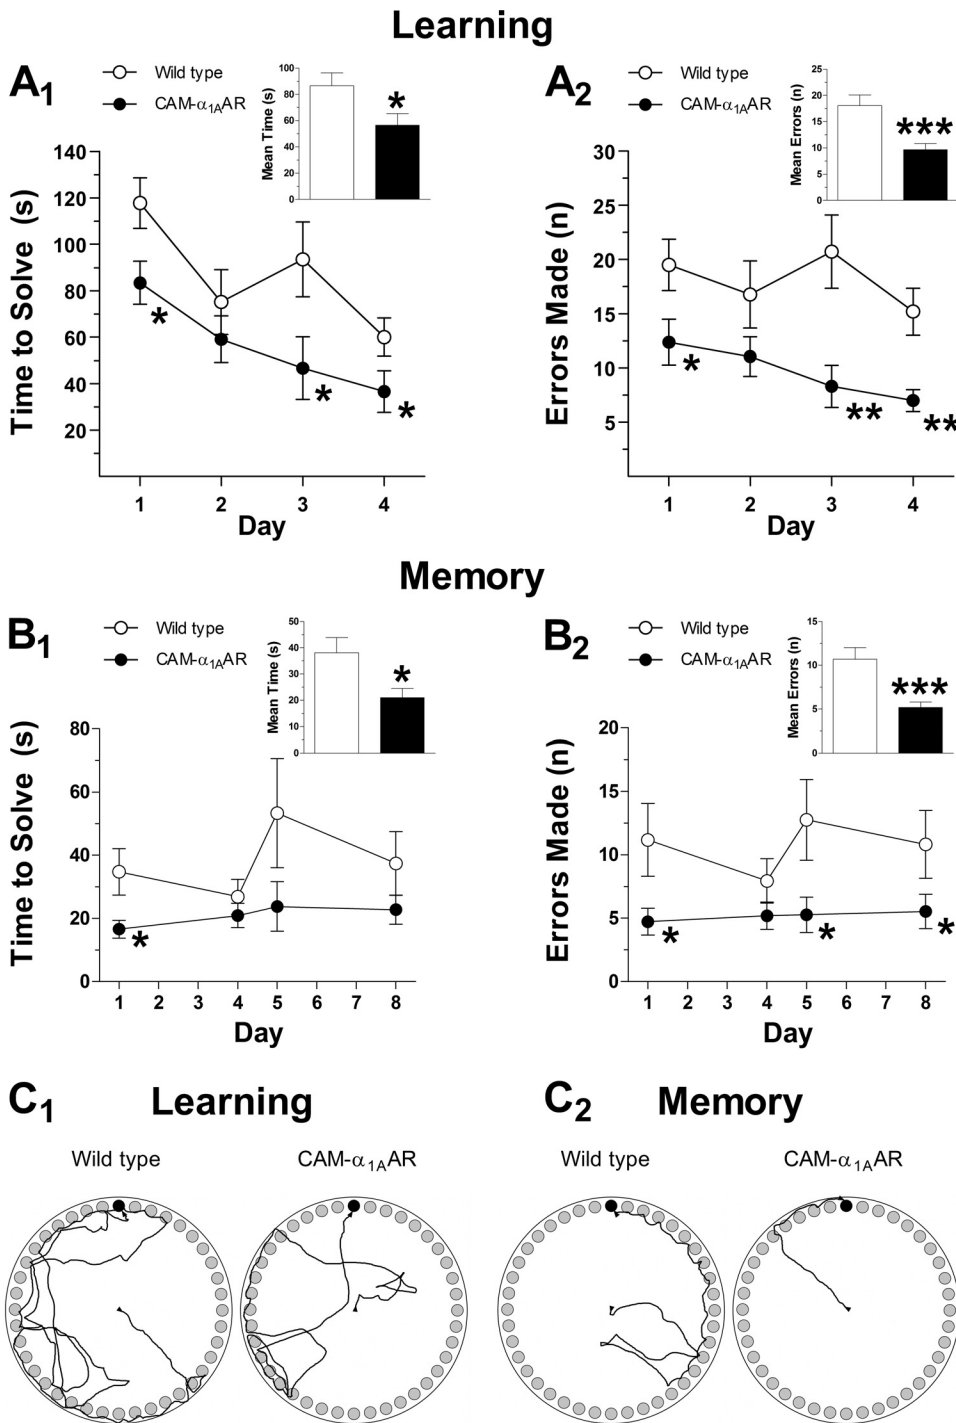 Learning
A1
Wild type
CAM-α1AAR
Mean Time (s)
100
80
60
40
20
0
*
Time to Solve (s)
140
120
100
80
60
40
20
*
*
*
1 2 3 4
Day
A2
Wild type
CAM-α1AAR
Mean Errors (n)
25
20
15
10
5
0
***
Errors Made (n)
30
25
20
15
10
5
*
**
**
1 2 3 4
Day
Memory
B1
Wild type
CAM-α1AAR
Mean Time (s)
50
40
30
20
10
0
*
Time to Solve (s)
80
60
40
20
0
*
1 2 3 4 5 6 7 8
Day
B2
Wild type
CAM-α1AAR
Mean Errors (n)
15
10
5
0
***
Errors Made (n)
20
15
10
5
0
*
*
*
1 2 3 4 5 6 7 8
Day
C1 Learning
Wild type CAM-α1AAR
C2 Memory
Wild type CAM-α1AAR